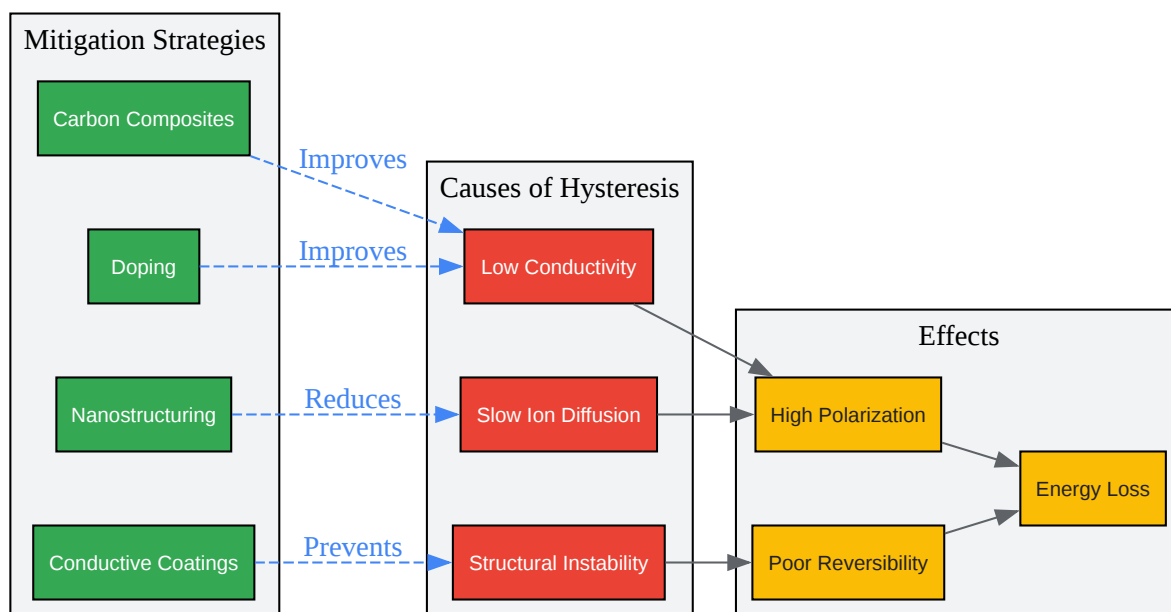 Mitigation Strategies
Carbon Composites
Improves
Causes of Hysteresis
Doping
Improves
Low Conductivity
Effects
Nanostructuring
Reduces
Slow Ion Diffusion
High Polarization
Energy Loss
Conductive Coatings
Prevents
Structural Instability
Poor Reversibility